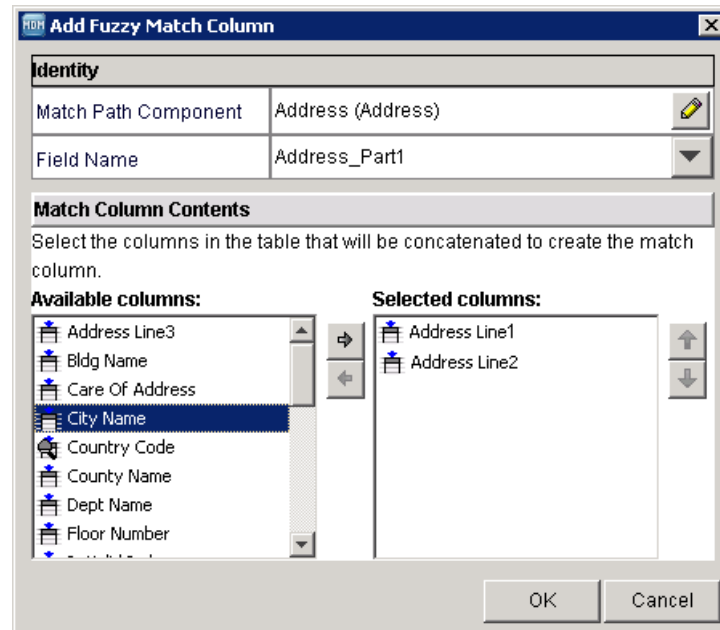 MDM Add Fuzzy Match Column
Identity
Match Path Component Address (Address)
Field Name Address_Part1
Match Column Contents
Select the columns in the table that will be concatenated to create the match
column.
Available columns: Selected columns:
Address Line3
Bldg Name
Care Of Address
City Name
Country Code
County Name
Dept Name
Floor Number
Address Line1
Address Line2
OK Cancel